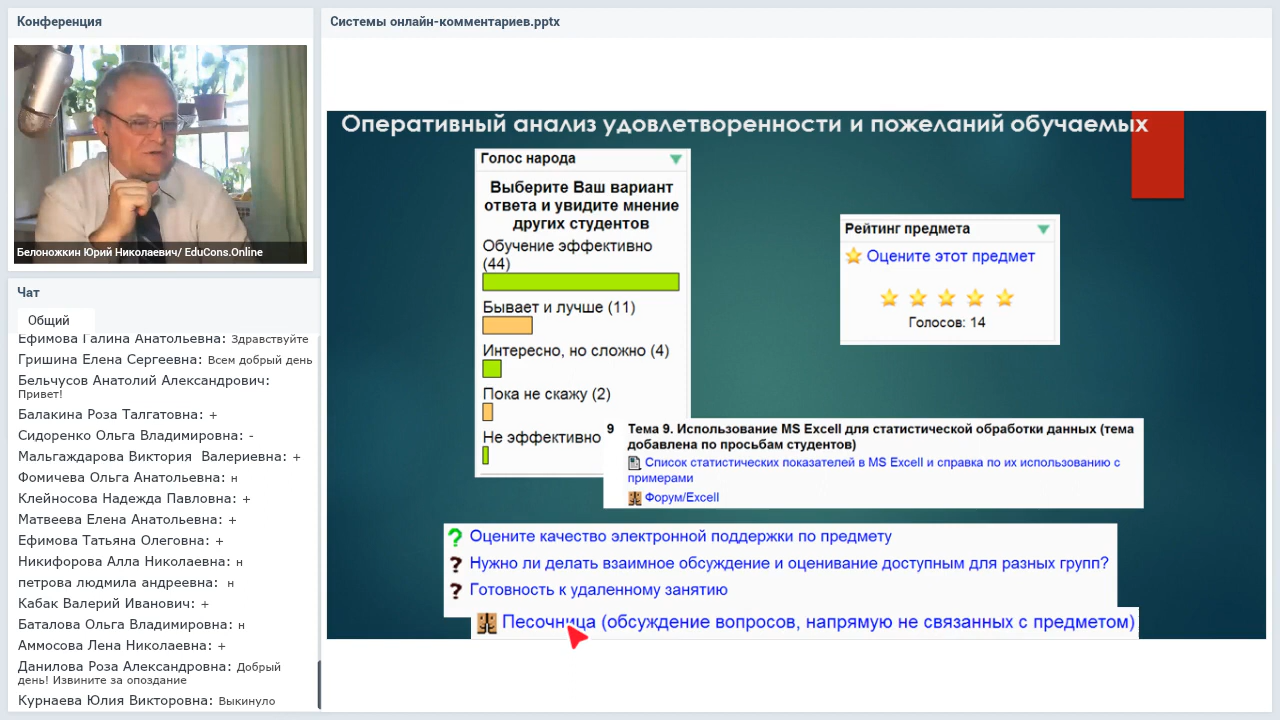 Конференция
Белоножкин Юрий Николаевич/ EduCons.Online
Чат
Общий
Ефимова Галина Анатольевна: Здравствуйте
Гришина Елена Сергеевна: Всем добрый день
Бельчусов Анатолий Александрович:
Привет!
Балакина Роза Талгатовна: +
Сидоренко Ольга Владимировна: -
Мальгаждарова Виктория  Валериевна: +
Фомичева Ольга Анатольевна: н
Клейносова Надежда Павловна: +
Матвеева Елена Анатольевна: +
Ефимова Татьяна Олеговна: +
Никифорова Алла Николаевна: н
петрова людмила андреевна:  н
Кабак Валерий Иванович: +
Баталова Ольга Владимировна: н
Аммосова Лена Николаевна: +
Данилова Роза Александровна: Добрый
день! Извините за опоздание
Курнаева Юлия Викторовна: Выкинуло
Системы онлайн-комментариев.pptx
Оперативный анализ удовлетворенности и пожеланий обучаемых
Голос народа
Выберите Ваш вариант
ответа и увидите мнение
других студентов
Обучение эффективно
(44)
Бывает и лучше (11)
Интересно, но сложно (4)
Пока не скажу (2)
Не эффективно
Рейтинг предмета
Оцените этот предмет
Голосов: 14
9 Тема 9. Использование MS Excell для статистической обработки данных (тема
добавлена по просьбам студентов)
Список статистических показателей в MS Excell и справка по их использованию с
примерами
Форум/Excell
Оцените качество электронной поддержки по предмету
Нужно ли делать взаимное обсуждение и оценивание доступным для разных групп?
Готовность к удаленному занятию
Песочница (обсуждение вопросов, напрямую не связанных с предметом)